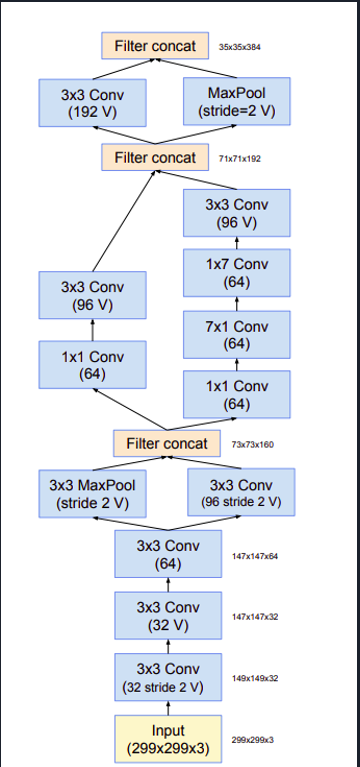 Filter concat 35x35x384
3x3 Conv
(192 V)
MaxPool
(stride=2 V)
Filter concat 71x71x192
3x3 Conv
(96 V)
1x7 Conv
(64)
3x3 Conv
(96 V)
7x1 Conv
(64)
1x1 Conv
(64)
1x1 Conv
(64)
Filter concat 73x73x160
3x3 MaxPool
(stride 2 V)
3x3 Conv
(96 stride 2 V)
3x3 Conv
(64)
147x147x64
3x3 Conv
(32 V)
147x147x32
3x3 Conv
(32 stride 2 V)
149x149x32
Input
(299x299x3)
299x299x3